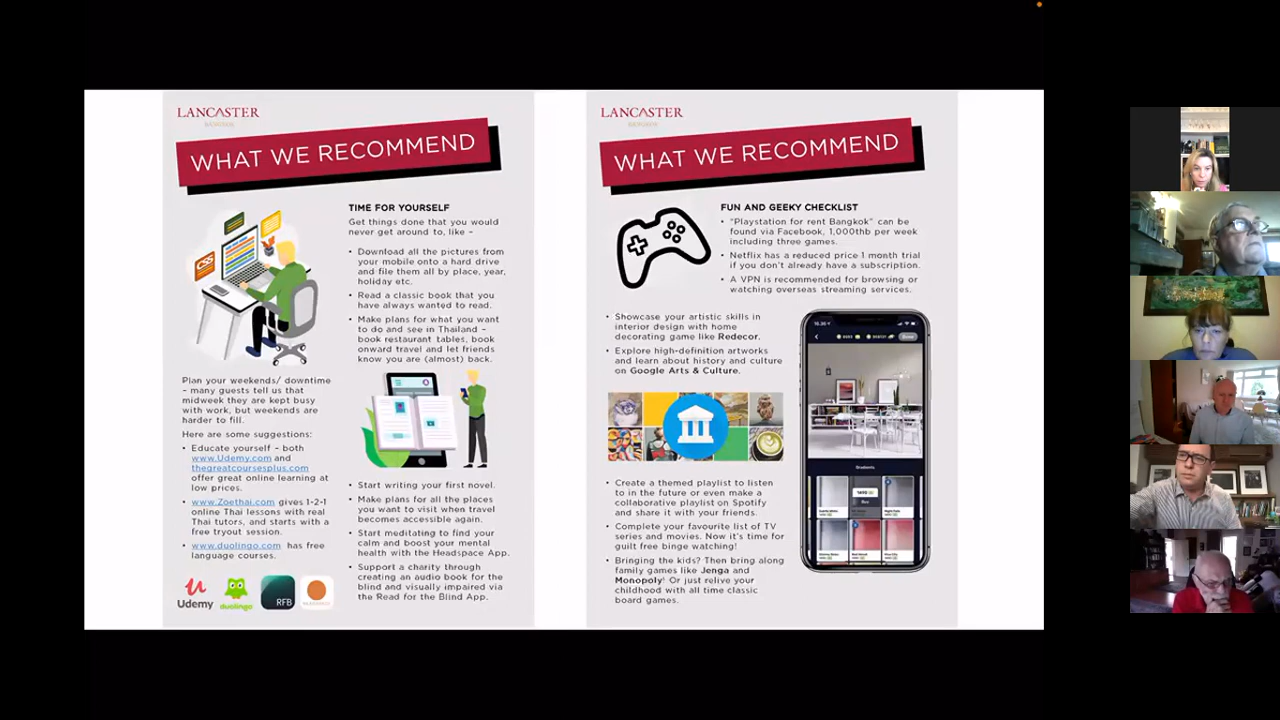 LANCASTER
BANGKOK
WHAT WE RECOMMEND
TIME FOR YOURSELF
Get things done that you would
never get around to, like –
• Download all the pictures from
your mobile onto a hard drive
and file them all by place, year,
holiday etc.
• Read a classic book that you
have always wanted to read.
• Make plans for what you want
to do and see in Thailand –
book restaurant tables, book
onward travel and let friends
know you are (almost) back.
CSS
Plan your weekends/ downtime
– many guests tell us that
midweek they are kept busy
with work, but weekends are
harder to fill.
Here are some suggestions:
• Educate yourself – both
www.Udemy.com and
thegreatcoursesplus.com
offer great online learning at
low prices.
• www.Zoethai.com gives 1-2-1
online Thai lessons with real
Thai tutors, and starts with a
free tryout session.
• www.duolingo.com has free
language courses.
Udemy
duolingo
RFB
• Start writing your first novel.
• Make plans for all the places
you want to visit when travel
becomes accessible again.
• Start meditating to find your
calm and boost your mental
health with the Headspace App.
• Support a charity through
creating an audio book for the
blind and visually impaired via
the Read for the Blind App.
LANCASTER
BANGKOK
WHAT WE RECOMMEND
FUN AND GEEKY CHECKLIST
• "Playstation for rent Bangkok" can be
found via Facebook, 1,000thb per week
including three games.
• Netflix has a reduced price 1 month trial
if you don't already have a subscription.
• A VPN is recommended for browsing or
watching overseas streaming services.
• Showcase your artistic skills in
interior design with home
decorating game like Redecor.
• Explore high-definition artworks
and learn about history and culture
on Google Arts & Culture.
• Create a themed playlist to listen
to in the future or even make a
collaborative playlist on Spotify
and share it with your friends.
• Complete your favourite list of TV
series and movies. Now it's time for
guilt free binge watching!
• Bringing the kids? Then bring along
family games like Jenga and
Monopoly! Or just relive your
childhood with all time classic
board games.